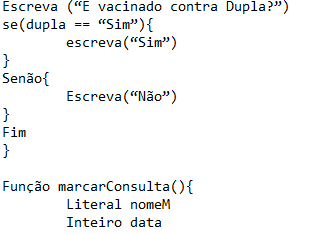 Escreva (“E vacinado contra Dupla?”)
se(dupla == “Sim”){
escreva(“Sim”)
}
Senão{
Escreva(“Não”)
}
Fim
}
Função marcarConsulta(){
Literal nomeM
Inteiro data